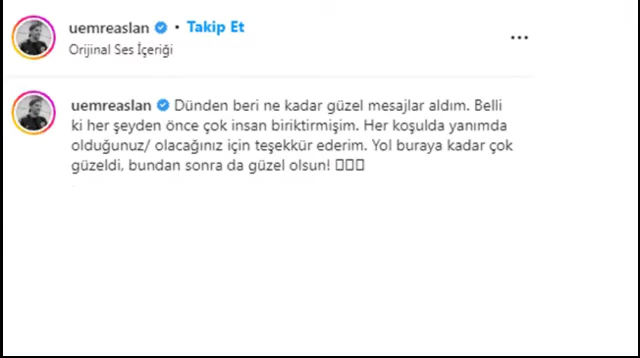 uemreaslan • Takip Et
Orijinal Ses İçeriği
uemreaslan Dünden beri ne kadar güzel mesajlar aldım. Belli
ki her şeyden önce çok insan biriktirmişim. Her koşulda yanımda
olduğunuz/ olacağınız için teşekkür ederim. Yol buraya kadar çok
güzeldi, bundan sonra da güzel olsun!